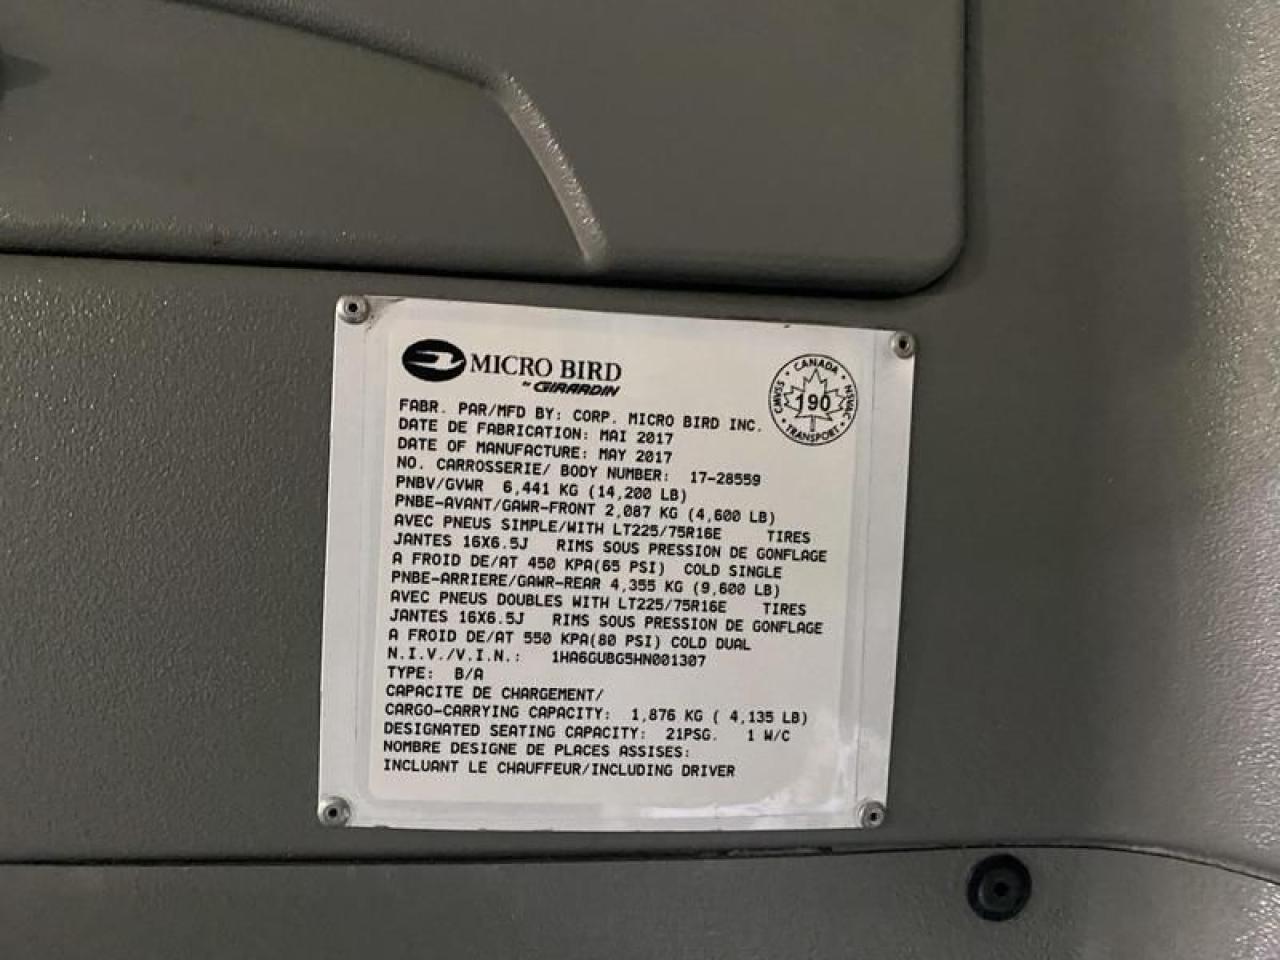 MICRO BIRD
by GIRARDIN
CANADA
CMVSS
NSVAC
190
TRANSPORT
FABR. PAR/MFD BY: CORP. MICRO BIRD INC.
DATE DE FABRICATION: MAI 2017
DATE OF MANUFACTURE: MAY 2017
NO. CARROSSERIE/ BODY NUMBER: 17-28559
PNBV/GVWR 6,441 KG (14,200 LB)
PNBE-AVANT/GAWR-FRONT 2,087 KG (4,600 LB)
AVEC PNEUS SIMPLE/WITH LT225/75R16E TIRES
JANTES 16X6.5J RIMS SOUS PRESSION DE GONFLAGE
A FROID DE/AT 450 KPA(65 PSI) COLD SINGLE
PNBE-ARRIERE/GAWR-REAR 4,355 KG (9,600 LB)
AVEC PNEUS DOUBLES WITH LT225/75R16E TIRES
JANTES 16X6.5J RIMS SOUS PRESSION DE GONFLAGE
A FROID DE/AT 550 KPA(80 PSI) COLD DUAL
N.I.V./V.I.N.: 1HA6GUBG5HN001307
TYPE: B/A
CAPACITE DE CHARGEMENT/
CARGO-CARRYING CAPACITY: 1,876 KG ( 4,135 LB)
DESIGNATED SEATING CAPACITY: 21PSG. 1 W/C
NOMBRE DESIGNE DE PLACES ASSISES:
INCLUANT LE CHAUFFEUR/INCLUDING DRIVER